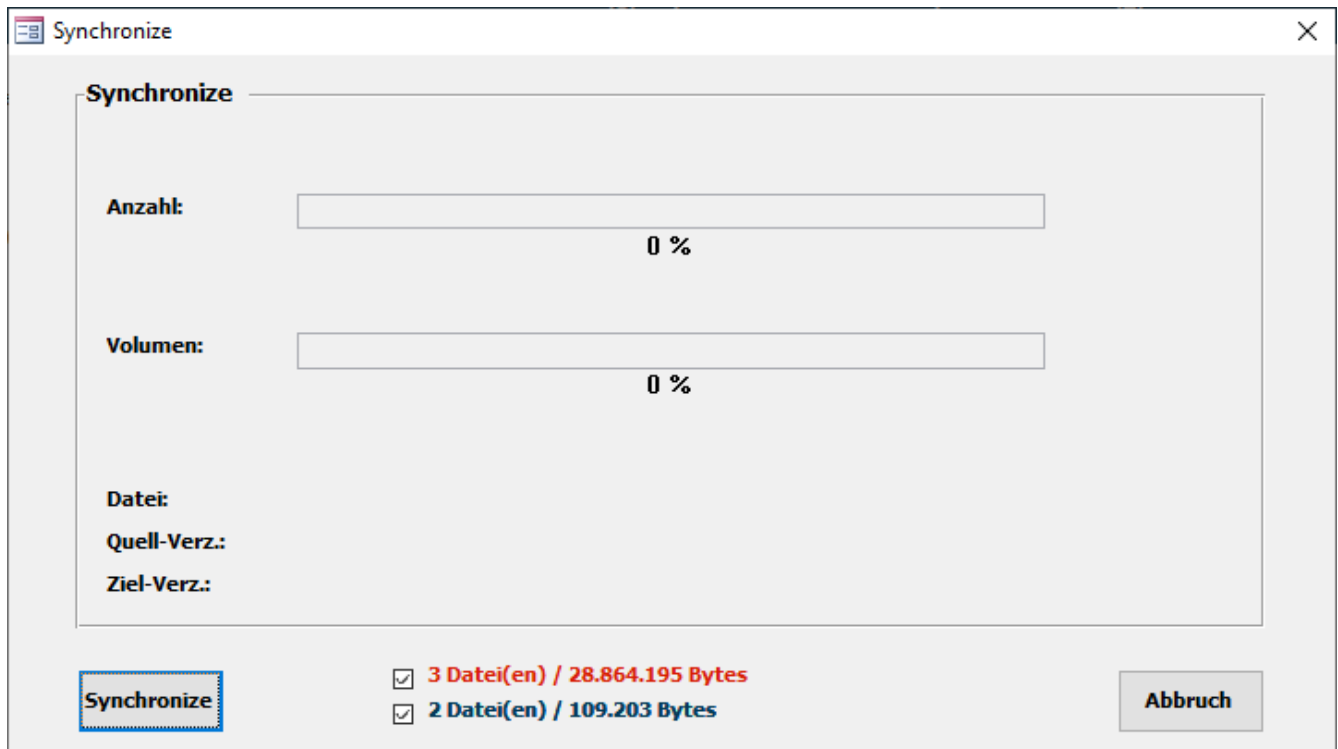 Synchronize
Synchronize
Anzahl:
0 %
Volumen:
0 %
Datei:
Quell-Verz.:
Ziel-Verz.:
Synchronize
3 Datei(en) / 28.864.195 Bytes
2 Datei(en) / 109.203 Bytes
Abbruch